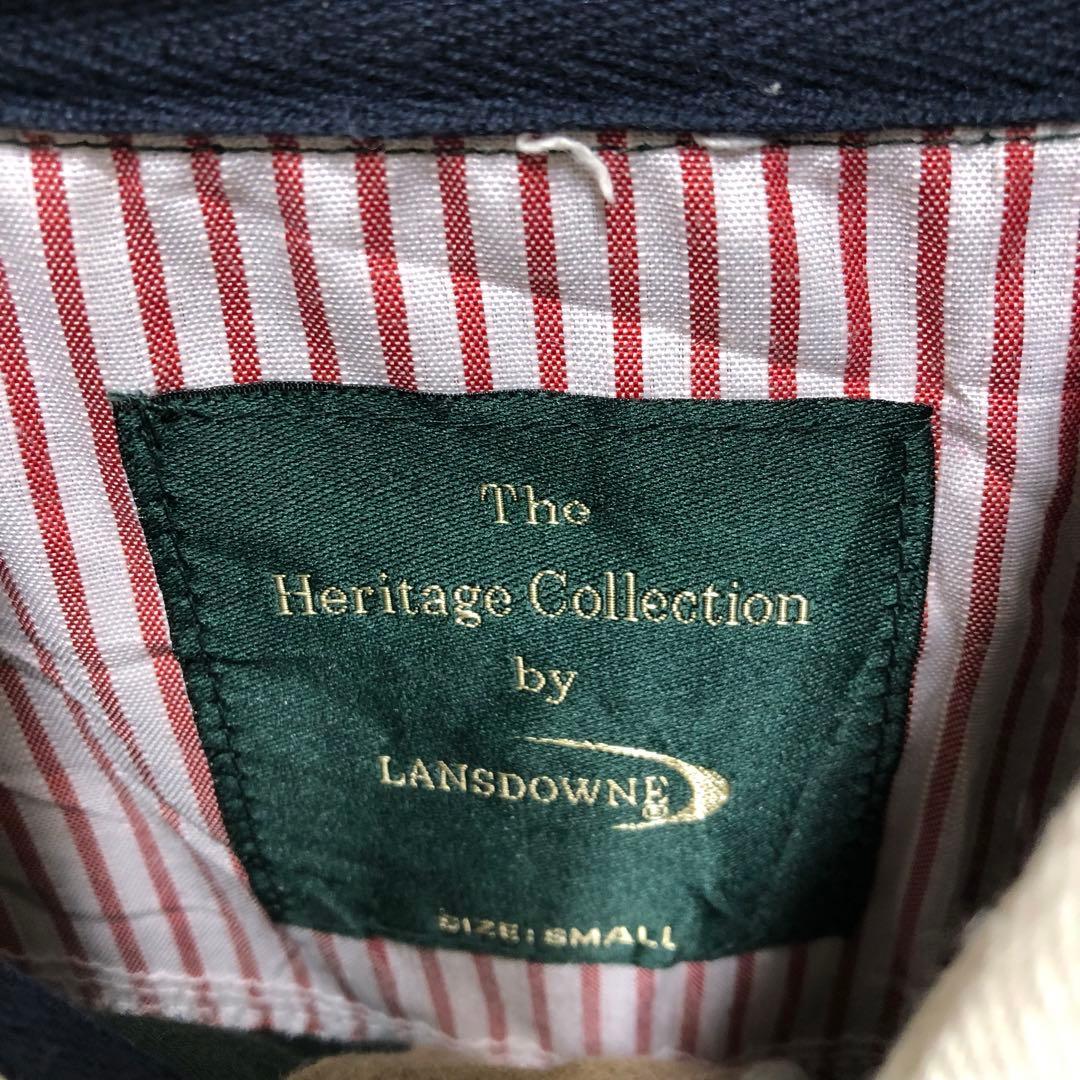 The
Heritage Collection
by
LANSDOWNE®
SIZE: SMALL